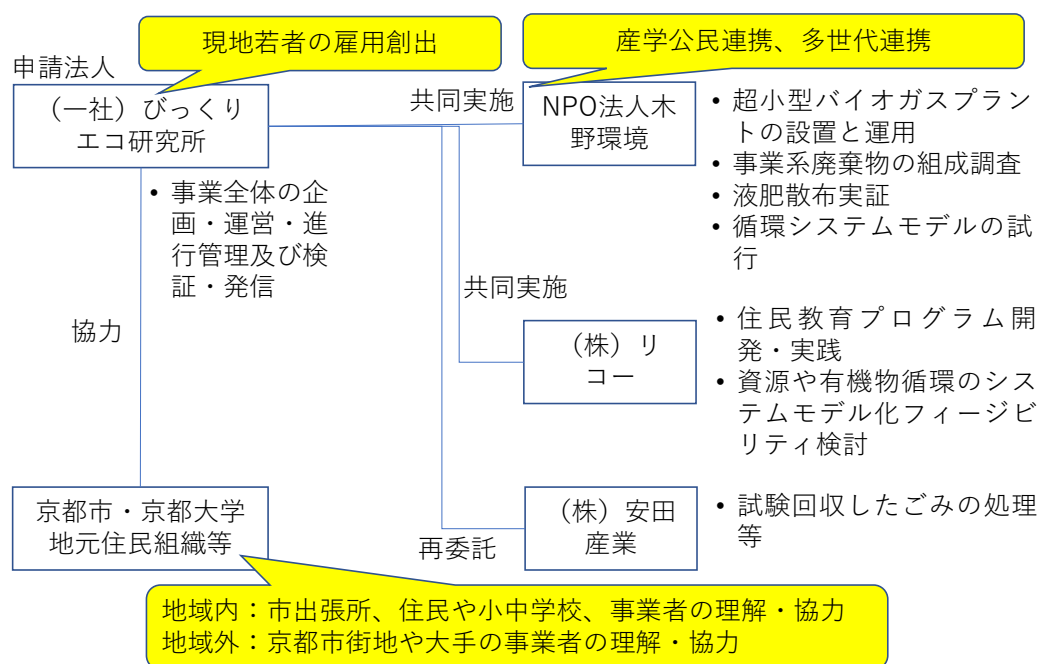 現地若者の雇用創出
産学公民連携、多世代連携
申請法人
（一社）びっくり
エコ研究所
共同実施
NPO法人木
野環境
• 超小型バイオガスプラン
トの設置と運用
• 事業系廃棄物の組成調査
• 液肥散布実証
• 循環システムモデルの試
行
• 事業全体の企
画・運営・進
行管理及び検
証・発信
共同実施
協力
（株）リ
コー
• 住民教育プログラム開
発・実践
• 資源や有機物循環のシス
テムモデル化フィージビ
リティ検討
京都市・京都大学
地元住民組織等
再委託
（株）安田
産業
• 試験回収したごみの処理
等
地域内：市出張所、住民や小中学校、事業者の理解・協力
地域外：京都市街地や大手の事業者の理解・協力